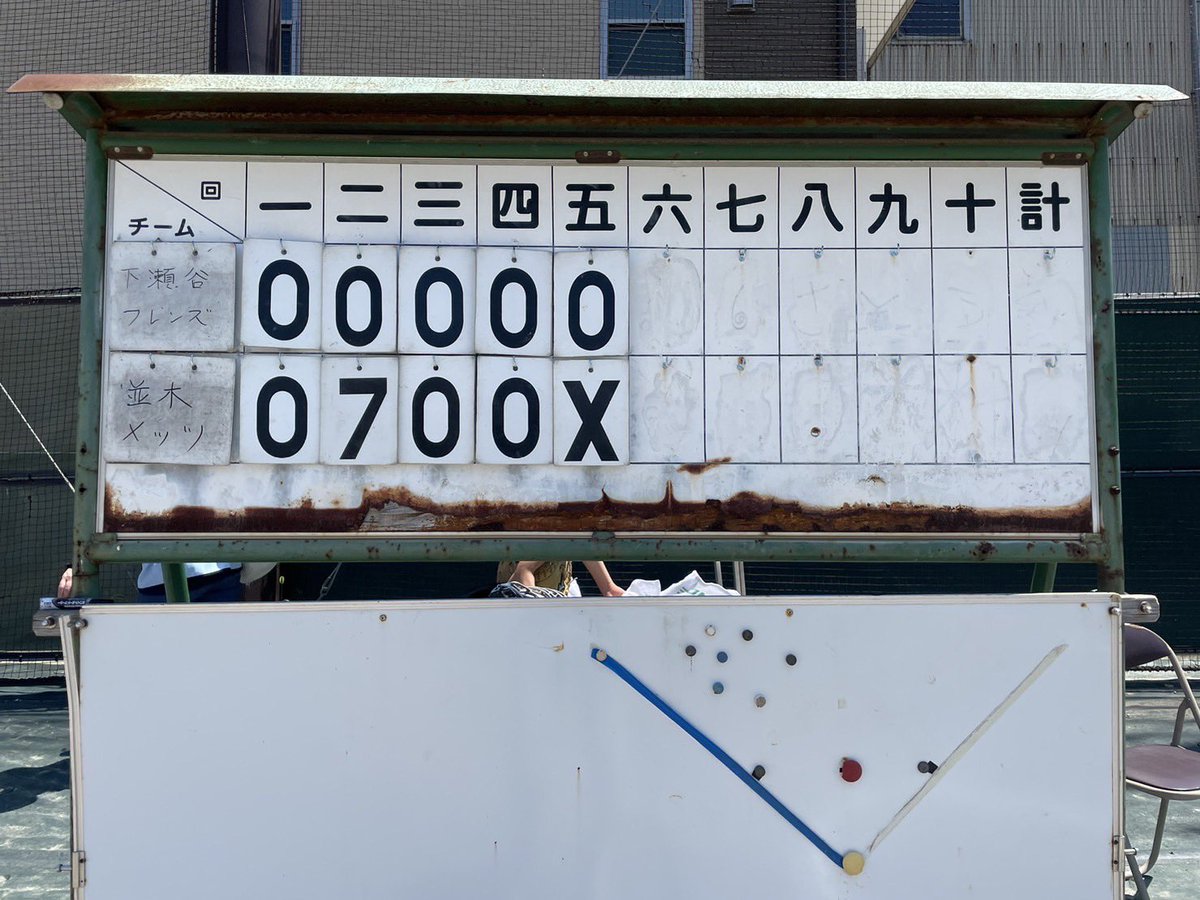 回 一 二 三 四 五 六 七 八 九 十 計
チーム
下瀬谷 0 0 0 0 0
フレンズ
並木 0 7 0 0 X
メッツ